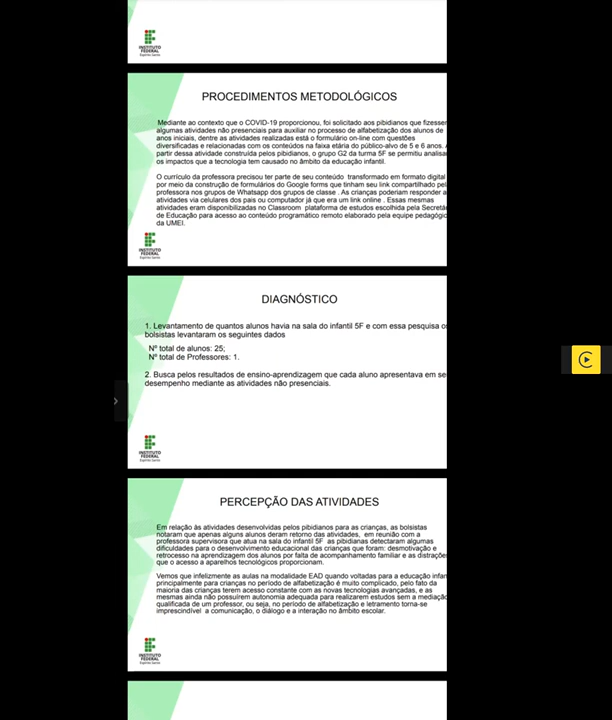 INSTITUTO
FEDERAL
Espírito Santo
PROCEDIMENTOS METODOLÓGICOS
Mediante ao contexto que o COVID-19 proporcionou, foi solicitado aos pibidianos que fizesse
algumas atividades não presenciais para auxiliar no processo de alfabetização dos alunos de
anos iniciais, dentre as atividades realizadas está o formulário on-line com questões
diversificadas e relacionadas com os conteúdos na faixa etária do público-alvo de 5 e 6 anos. A
partir dessa atividade construída pelos pibidianos, o grupo G2 da turma 5F se permitiu analisa
os impactos que a tecnologia tem causado no âmbito da educação infantil.
O currículo da professora precisou ter parte de seu conteúdo transformado em formato digital
por meio da construção de formulários do Google forms que tinham seu link compartilhado pel
professora nos grupos de Whatsapp dos grupos de classe . As crianças poderiam responder a
atividades via celulares dos pais ou computador já que era um link online . Essas mesmas
atividades eram disponibilizadas no Classroom plataforma de estudos escolhida pela Secretá
de Educação para acesso ao conteúdo programático remoto elaborado pela equipe pedagógic
da UMEI.
INSTITUTO
FEDERAL
Espírito Santo
DIAGNÓSTICO
1. Levantamento de quantos alunos havia na sala do infantil 5F e com essa pesquisa os
bolsistas levantaram os seguintes dados
Nº total de alunos: 25;
Nº total de Professores: 1.
2. Busca pelos resultados de ensino-aprendizagem que cada aluno apresentava em se
desempenho mediante as atividades não presenciais.
INSTITUTO
FEDERAL
Espírito Santo
PERCEPÇÃO DAS ATIVIDADES
Em relação às atividades desenvolvidas pelos pibidianos para as crianças, as bolsistas
notaram que apenas alguns alunos deram retorno das atividades, em reunião com a
professora supervisora que atua na sala do infantil 5F as pibidianas detectaram algumas
dificuldades para o desenvolvimento educacional das crianças que foram: desmotivação e
retrocesso na aprendizagem dos alunos por falta de acompanhamento familiar e as distrações
que o acesso a aparelhos tecnológicos proporcionam.
Vemos que infelizmente as aulas na modalidade EAD quando voltadas para a educação infan
principalmente para crianças no período de alfabetização é muito complicado, pelo fato da
maioria das crianças terem acesso constante com as novas tecnologias avançadas, e as
mesmas ainda não possuírem autonomia adequada para realizarem estudos sem a mediação
qualificada de um professor, ou seja, no período de alfabetização e letramento torna-se
imprescindível a comunicação, o diálogo e a interação no âmbito escolar.
INSTITUTO
FEDERAL
Espírito Santo